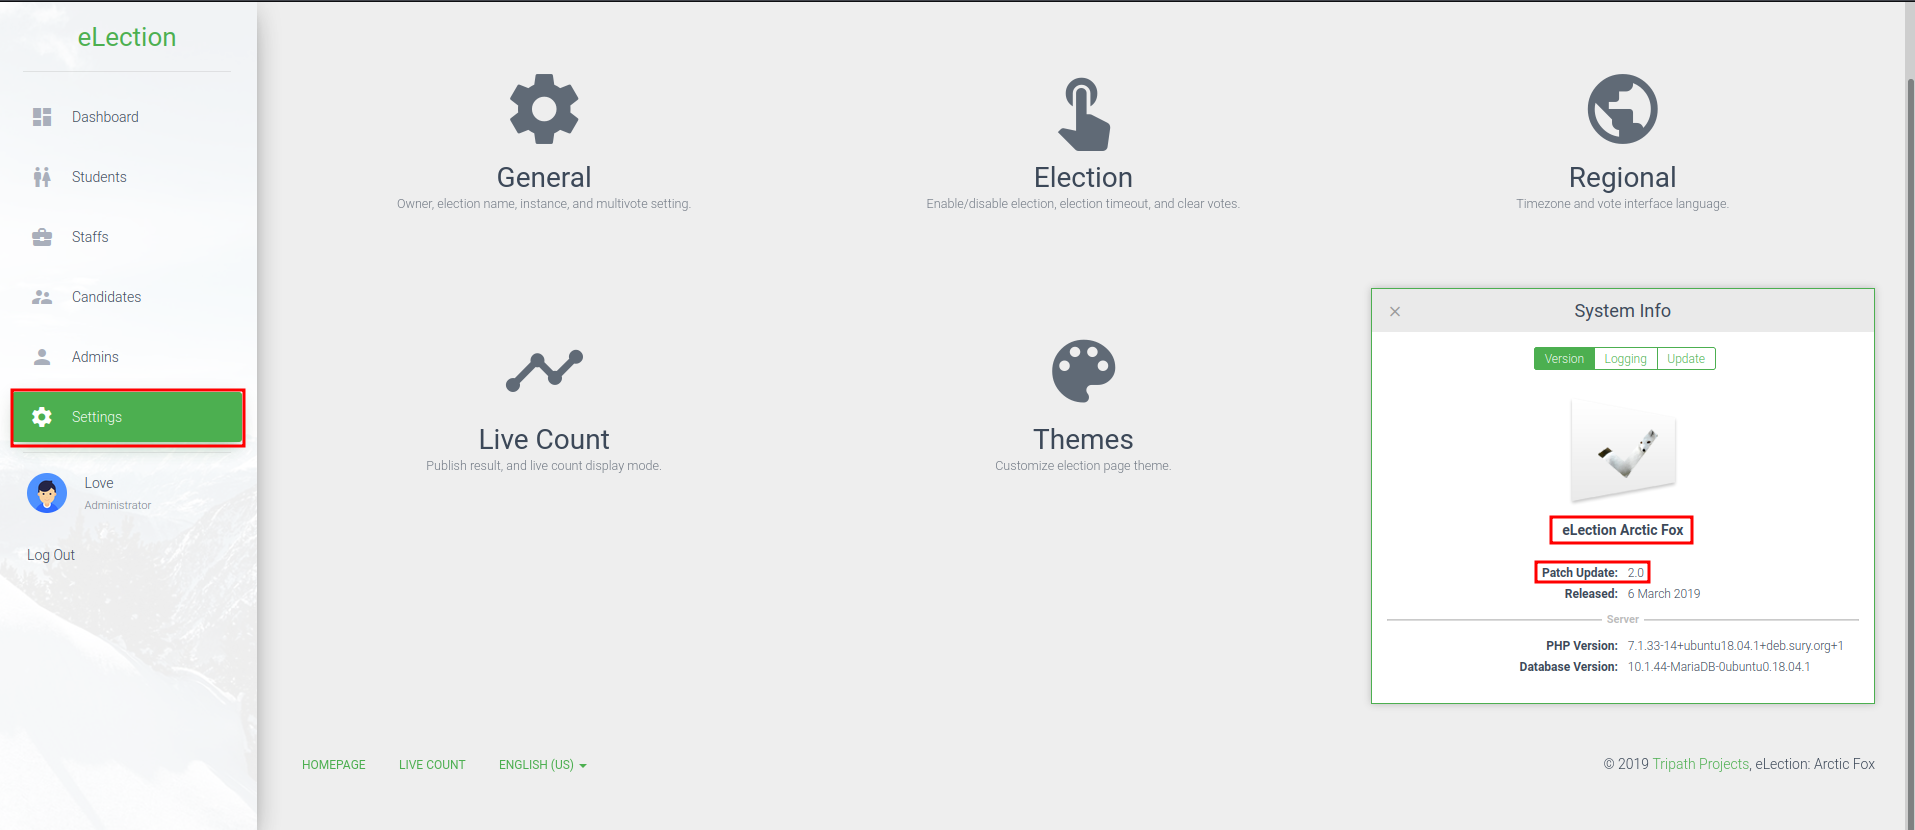 eLection
Dashboard
Students
Staffs
Candidates
Admins
Settings
Love
Administrator
Log Out
General
Owner, election name, instance, and multivote setting.
Election
Enable/disable election, election timeout, and clear votes.
Regional
Timezone and vote interface language.
Live Count
Publish result, and live count display mode.
Themes
Customize election page theme.
System Info
Version Logging Update
eLection Arctic Fox
Patch Update: 2.0
Released: 6 March 2019
Server
PHP Version: 7.1.33-14+ubuntu18.04.1+deb.sury.org+1
Database Version: 10.1.44-MariaDB-0ubuntu0.18.04.1
HOMEPAGE LIVE COUNT ENGLISH (US)
© 2019 Tripath Projects, eLection: Arctic Fox